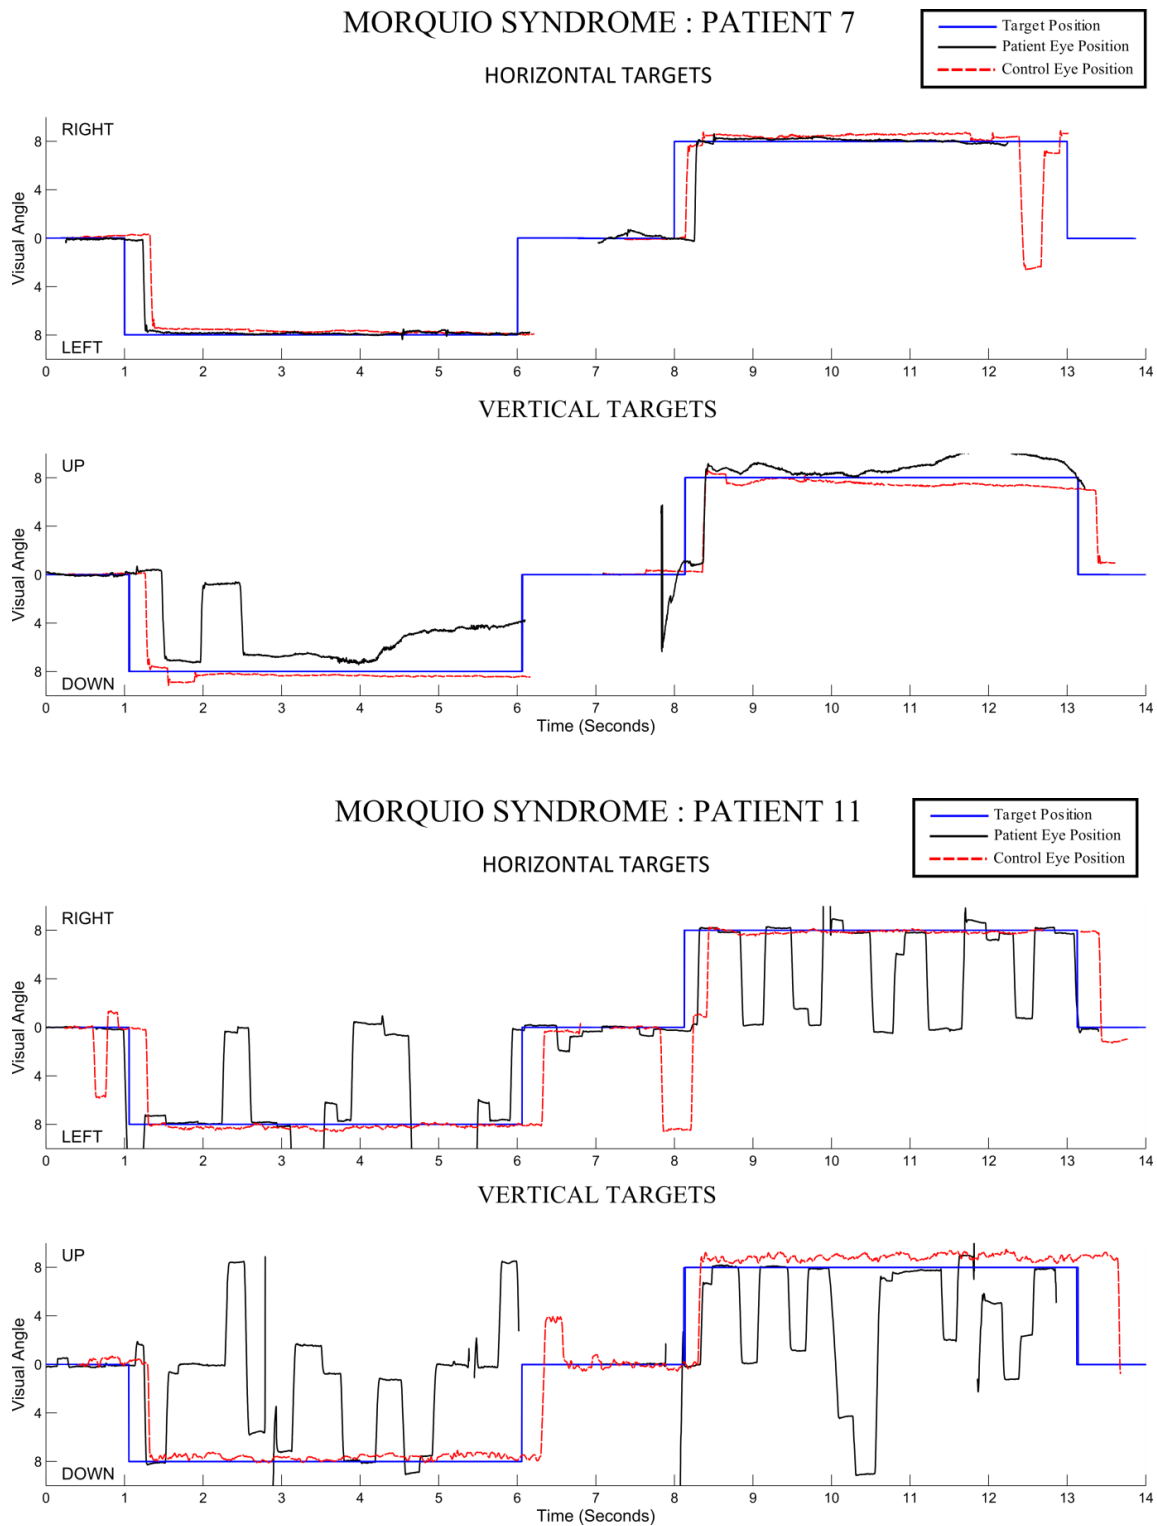 MORQUIO SYNDROME : PATIENT 7
Target Position
Patient Eye Position
Control Eye Position
HORIZONTAL TARGETS
RIGHT
8
4
0
4
8
Visual Angle
LEFT
0 1 2 3 4 5 6 7 8 9 10 11 12 13 14
VERTICAL TARGETS
UP
8
4
0
4
8
Visual Angle
DOWN
0 1 2 3 4 5 6 7 8 9 10 11 12 13 14
Time (Seconds)
MORQUIO SYNDROME : PATIENT 11
Target Position
Patient Eye Position
Control Eye Position
HORIZONTAL TARGETS
RIGHT
8
4
0
4
8
Visual Angle
LEFT
0 1 2 3 4 5 6 7 8 9 10 11 12 13 14
VERTICAL TARGETS
UP
8
4
0
4
8
Visual Angle
DOWN
0 1 2 3 4 5 6 7 8 9 10 11 12 13 14
Time (Seconds)